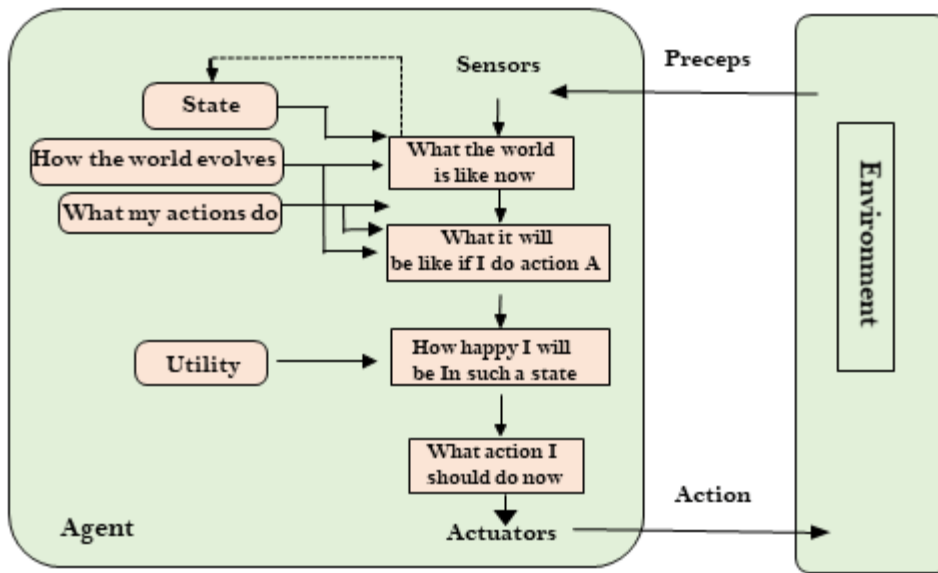 Sensors
Preceps
State
How the world evolves
What the world
is like now
What my actions do
What it will
be like if I do action A
Environment
Utility
How happy I will
be In such a state
What action I
should do now
Action
Agent
Actuators